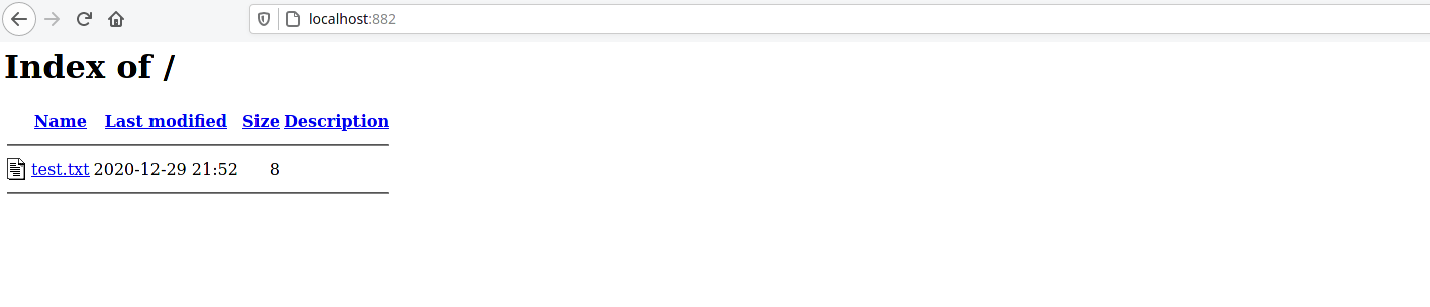 localhost:882
Index of /
Name Last modified Size Description
test.txt 2020-12-29 21:52 8